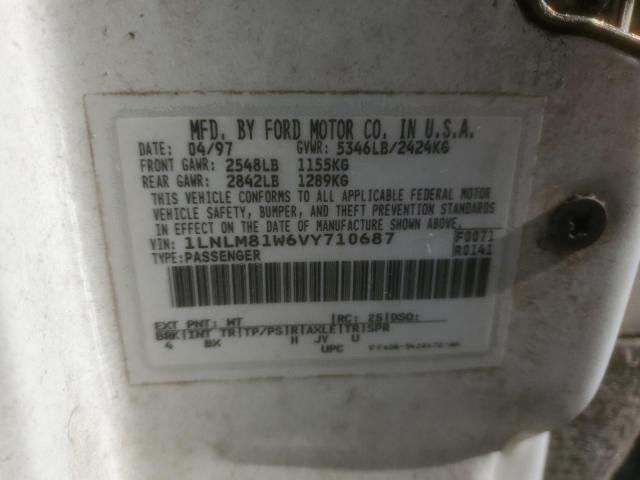 MFD. BY FORD MOTOR CO. IN U.S.A.
DATE: 04/97 GVWR: 5346LB/2424KG
FRONT GAWR: 2548LB 1155KG
REAR GAWR: 2842LB 1289KG
THIS VEHICLE CONFORMS TO ALL APPLICABLE FEDERAL MOTOR
VEHICLE SAFETY, BUMPER, AND THEFT PREVENTION STANDARDS
IN EFFECT ON THE DATE OF MANUFACTURE SHOWN ABOVE.
VIN: 1LNLM81W6VY710687 F0071
TYPE: PASSENGER R0141
EXT PNT: WT RC: 25 DSO:
BRK INT TR TP/PS R AXLE TR SPR
4 BX H JY U
UPC